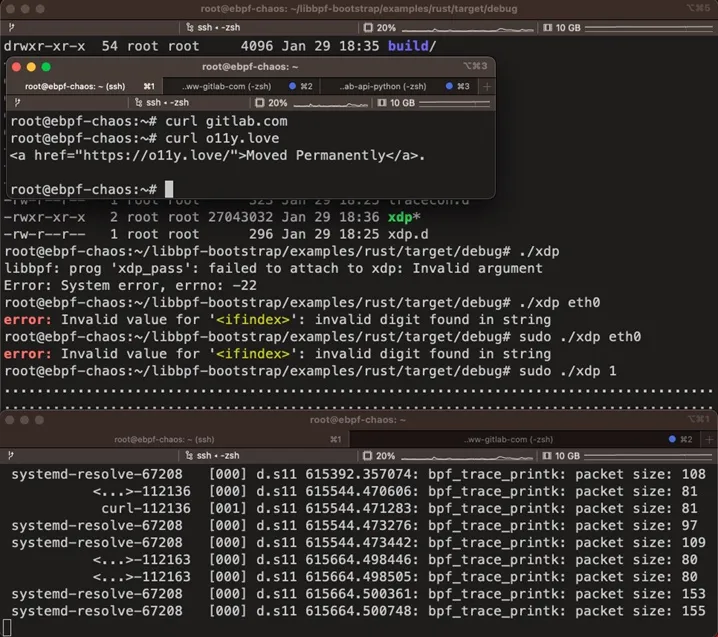 root@ebpf-chaos: ~/libbpf-bootstrap/examples/rust/target/debug
⌥⌘5
ssh • -zsh
20%
10 GB
drwxr-xr-x 54 root root 4096 Jan 29 18:35 build/
root@ebpf-chaos: ~
⌥⌘3
root@ebpf-chaos: ~ (ssh) ⌘1
..ww-gitlab-com (-zsh) ⌘2
..ab-api-python (-zsh) ⌘3
+
ssh • -zsh
20%
10 GB
root@ebpf-chaos:~# curl gitlab.com
root@ebpf-chaos:~# curl o11y.love
<a href="https://o11y.love/">Moved Permanently</a>.
root@ebpf-chaos:~#
-rw-r--r-- 1 root root 325 Jan 29 18:25 tracecon.d
-rwxr-xr-x 2 root root 27043032 Jan 29 18:36 xdp*
-rw-r--r-- 1 root root 296 Jan 29 18:25 xdp.d
root@ebpf-chaos:~/libbpf-bootstrap/examples/rust/target/debug# ./xdp
libbpf: prog 'xdp_pass': failed to attach to xdp: Invalid argument
Error: System error, errno: -22
root@ebpf-chaos:~/libbpf-bootstrap/examples/rust/target/debug# ./xdp eth0
error: Invalid value for '<ifindex>': invalid digit found in string
root@ebpf-chaos:~/libbpf-bootstrap/examples/rust/target/debug# sudo ./xdp eth0
error: Invalid value for '<ifindex>': invalid digit found in string
root@ebpf-chaos:~/libbpf-bootstrap/examples/rust/target/debug# sudo ./xdp 1
................................................................................
root@ebpf-chaos: ~
⌥⌘1
root@ebpf-chaos: ~ (ssh) ⌘1
..ww-gitlab-com (-zsh) ⌘2
+
ssh • -zsh
20%
10 GB
systemd-resolve-67208 [000] d.s11 615392.357074: bpf_trace_printk: packet size: 108
<...>-112136 [000] d.s11 615544.470606: bpf_trace_printk: packet size: 81
curl-112136 [001] d.s11 615544.471283: bpf_trace_printk: packet size: 81
systemd-resolve-67208 [000] d.s11 615544.473276: bpf_trace_printk: packet size: 97
systemd-resolve-67208 [000] d.s11 615544.473442: bpf_trace_printk: packet size: 109
<...>-112163 [000] d.s11 615664.498446: bpf_trace_printk: packet size: 80
<...>-112163 [000] d.s11 615664.498505: bpf_trace_printk: packet size: 80
systemd-resolve-67208 [000] d.s11 615664.500361: bpf_trace_printk: packet size: 153
systemd-resolve-67208 [000] d.s11 615664.500748: bpf_trace_printk: packet size: 155